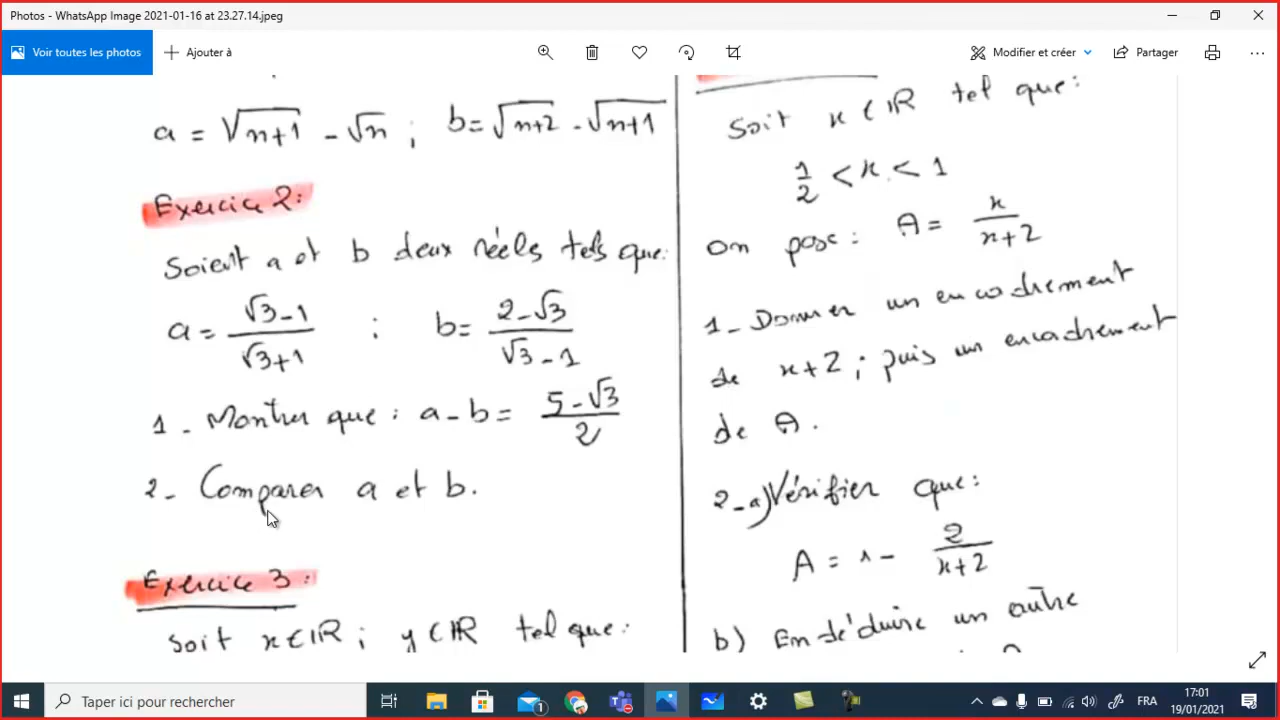 Photos - WhatsApp Image 2021-01-16 at 23.27.14.jpeg
Voir toutes les photos
Ajouter à
Modifier et créer
Partager
a = √n+1 - √n ; b = √n+2 - √n+1
Exercice 2:
Soient a et b deux réels tels que:
a = (√3-1)/(√3+1) ; b = (2-√3)/(√3-1)
1 - Montrer que : a - b = (5-√3)/2
2 - Comparer a et b.
Exercice 3 :
Soit x ∈ IR ; y ∈ IR tel que:
Soit x ∈ IR tel que:
1/2 < x < 1
On pose : A = x/(x+2)
1 - Donner un encadrement
de x+2 ; puis un encadrement
de A.
2 - a) Vérifier que:
A = 1 - 2/(x+2)
b) En déduire un autre
Taper ici pour rechercher
1
FRA
17:01
19/01/2021